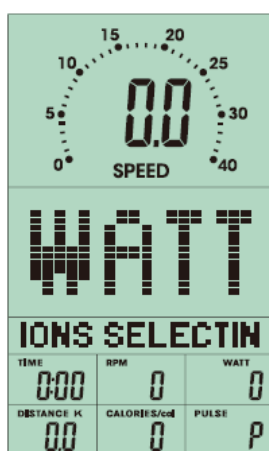 15 20
10 25
0.0
5 30
0 SPEED 40
WATT
IONS SELECTIN
TIME RPM WATT
0:00 0 0
DISTANCE K CALORIES/cal PULSE
0.0 0 P